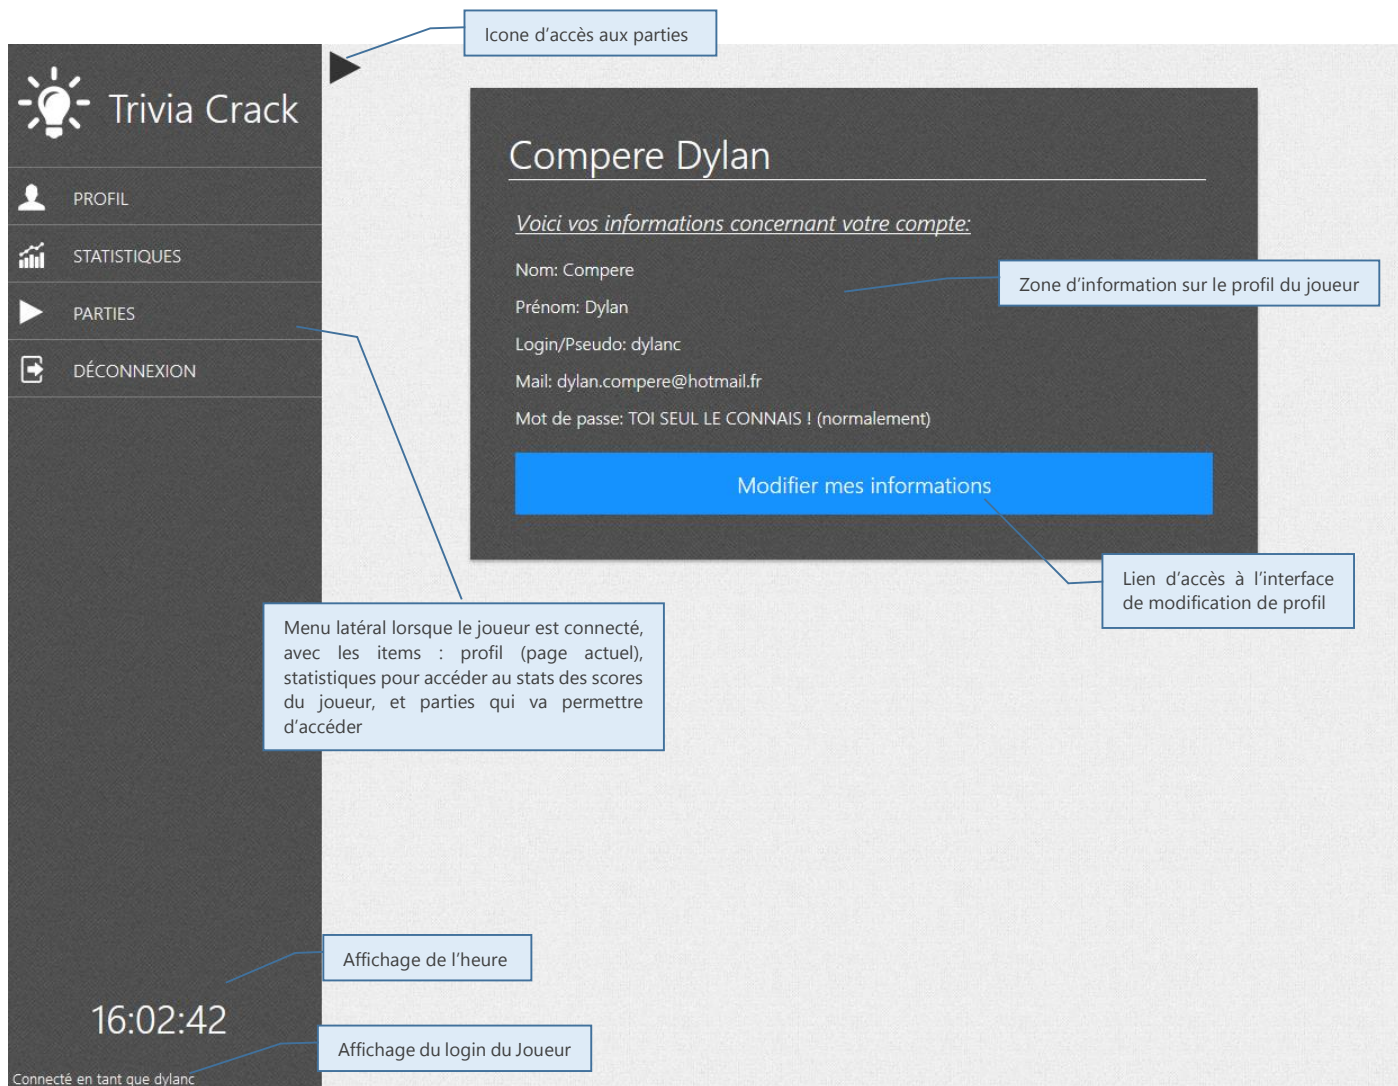 Icone d'accès aux parties
Trivia Crack
PROFIL
STATISTIQUES
PARTIES
DÉCONNEXION
Compere Dylan
Voici vos informations concernant votre compte:
Nom: Compere
Prénom: Dylan
Login/Pseudo: dylanc
Mail: dylan.compere@hotmail.fr
Mot de passe: TOI SEUL LE CONNAIS ! (normalement)
Modifier mes informations
Zone d'information sur le profil du joueur
Lien d'accès à l'interface
de modification de profil
Menu latéral lorsque le joueur est connecté,
avec les items : profil (page actuel),
statistiques pour accéder au stats des scores
du joueur, et parties qui va permettre
d'accéder
Affichage de l'heure
16:02:42
Affichage du login du Joueur
Connecté en tant que dylanc